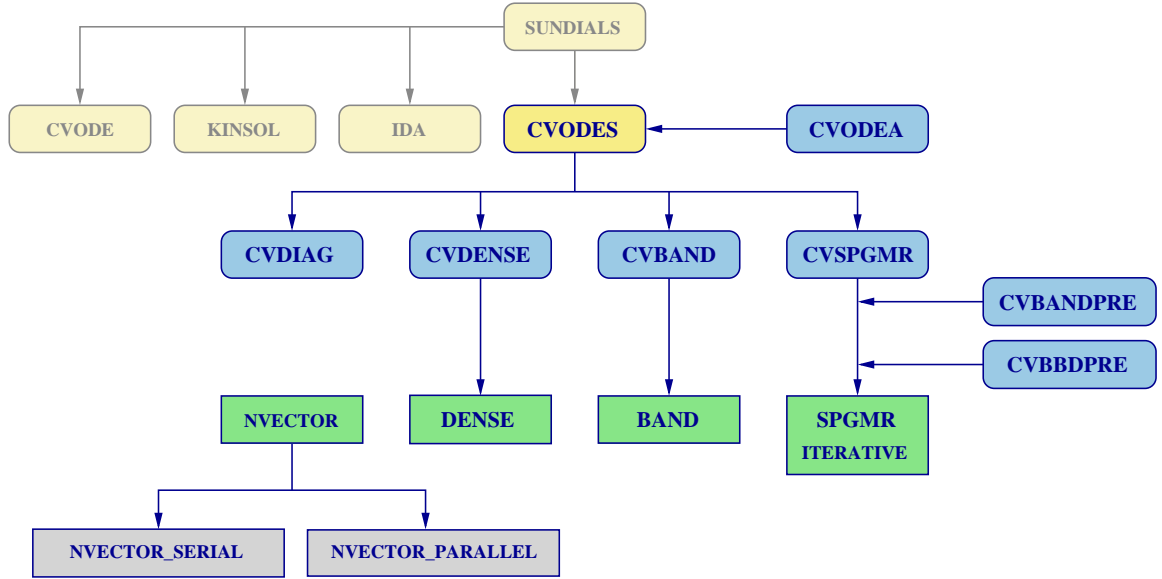 SUNDIALS
CVODE
KINSOL
IDA
CVODES
CVODEA
CVDIAG
CVDENSE
CVBAND
CVSPGMR
CVBANDPRE
CVBBDPRE
NVECTOR
DENSE
BAND
SPGMR
ITERATIVE
NVECTOR_SERIAL
NVECTOR_PARALLEL